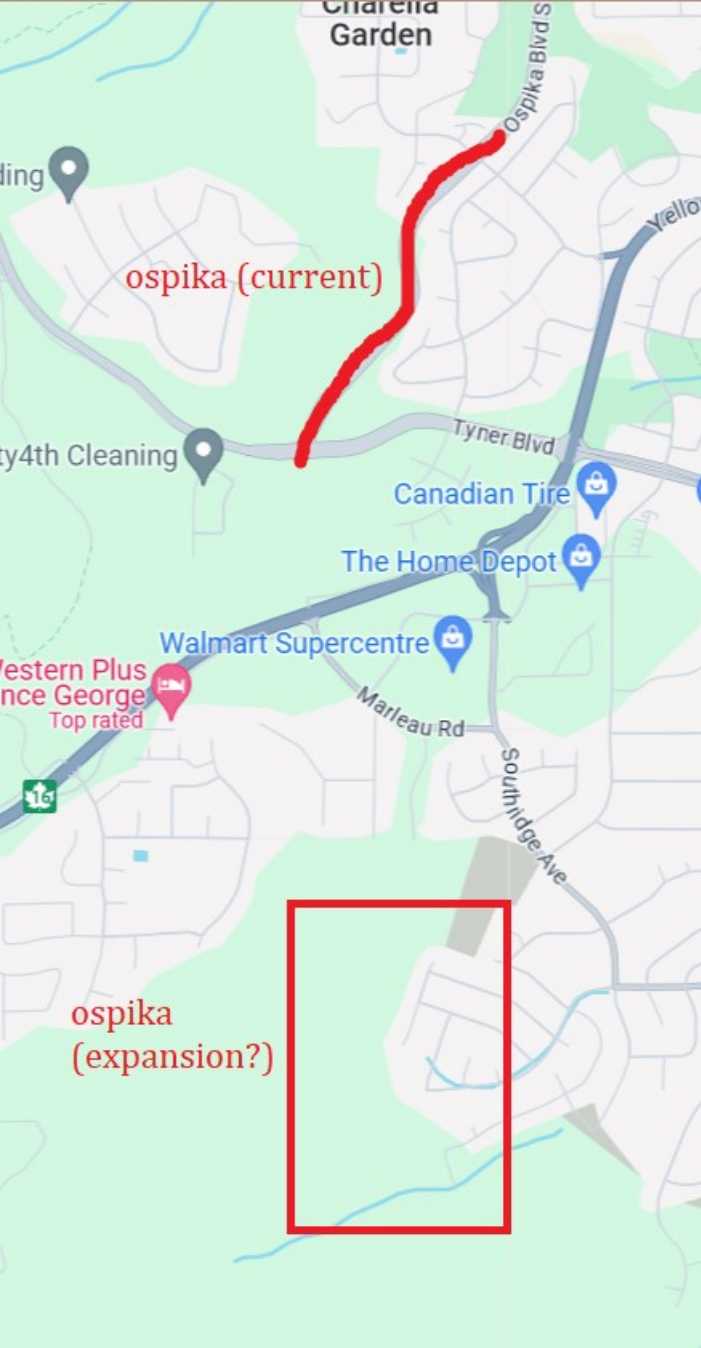 Charella
Garden
Ospika Blvd S
ding
Yello
ospika (current)
Tyner Blvd
ty4th Cleaning
Canadian Tire
The Home Depot
Walmart Supercentre
Western Plus
nce George
Top rated
Marleau Rd
16
Southridge Ave
ospika
(expansion?)